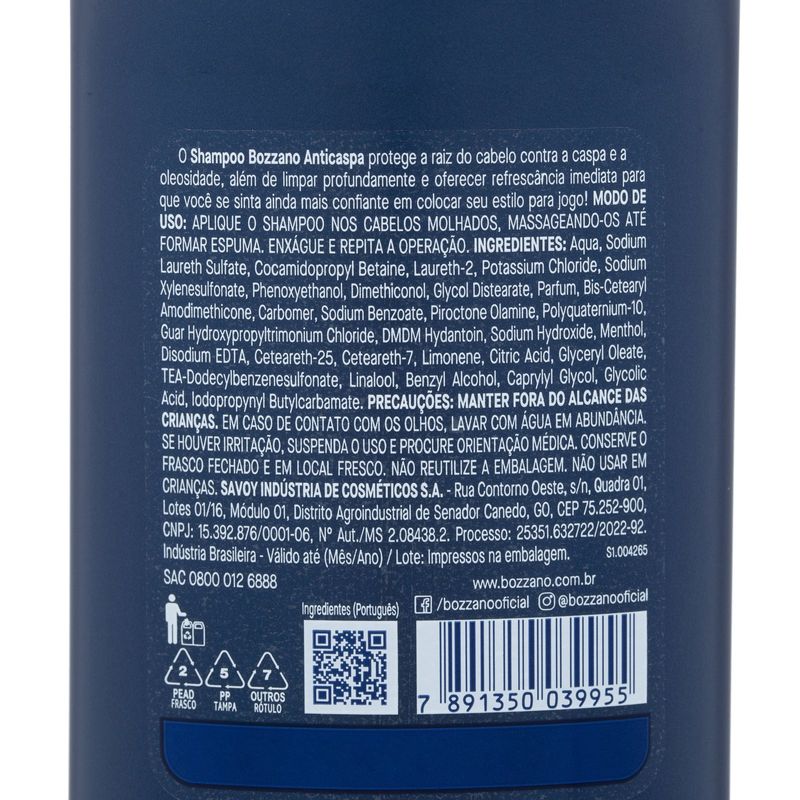 O Shampoo Bozzano Anticaspa protege a raiz do cabelo contra a caspa e a
oleosidade, além de limpar profundamente e oferecer refrescância imediata para
que você se sinta ainda mais confiante em colocar seu estilo para jogo! MODO DE
USO: APLIQUE O SHAMPOO NOS CABELOS MOLHADOS, MASSAGEANDO-OS ATÉ
FORMAR ESPUMA. ENXÁGUE E REPITA A OPERAÇÃO. INGREDIENTES: Aqua, Sodium
Laureth Sulfate, Cocamidopropyl Betaine, Laureth-2, Potassium Chloride, Sodium
Xylenesulfonate, Phenoxyethanol, Dimethiconol, Glycol Distearate, Parfum, Bis-Cetearyl
Amodimethicone, Carbomer, Sodium Benzoate, Piroctone Olamine, Polyquaternium-10,
Guar Hydroxypropyltrimonium Chloride, DMDM Hydantoin, Sodium Hydroxide, Menthol,
Disodium EDTA, Ceteareth-25, Ceteareth-7, Limonene, Citric Acid, Glyceryl Oleate,
TEA-Dodecylbenzenesulfonate, Linalool, Benzyl Alcohol, Caprylyl Glycol, Glycolic
Acid, Iodopropynyl Butylcarbamate. PRECAUÇÕES: MANTER FORA DO ALCANCE DAS
CRIANÇAS. EM CASO DE CONTATO COM OS OLHOS, LAVAR COM ÁGUA EM ABUNDÂNCIA.
SE HOUVER IRRITAÇÃO, SUSPENDA O USO E PROCURE ORIENTAÇÃO MÉDICA. CONSERVE O
FRASCO FECHADO E EM LOCAL FRESCO. NÃO REUTILIZE A EMBALAGEM. NÃO USAR EM
CRIANÇAS. SAVOY INDÚSTRIA DE COSMÉTICOS S.A. - Rua Contorno Oeste, s/n, Quadra 01,
Lotes 01/16, Módulo 01, Distrito Agroindustrial de Senador Canedo, GO, CEP 75.252-900,
CNPJ: 15.392.876/0001-06, Nº Aut./MS 2.08438.2. Processo: 25351.632722/2022-92.
Indústria Brasileira - Válido até (Mês/Ano) / Lote: Impressos na embalagem. S1.004265
SAC 0800 012 6888
www.bozzano.com.br
Ingredientes (Português)
/bozzanooficial @bozzanooficial
2 5 7
PEAD PP OUTROS
FRASCO TAMPA RÓTULO
7 891350 039955